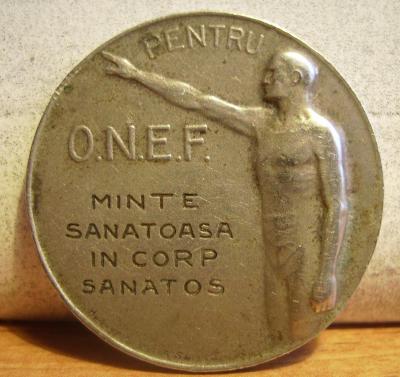 PENTRU
O.N.E.F.
MINTE
SANATOASA
IN CORP
SANATOS